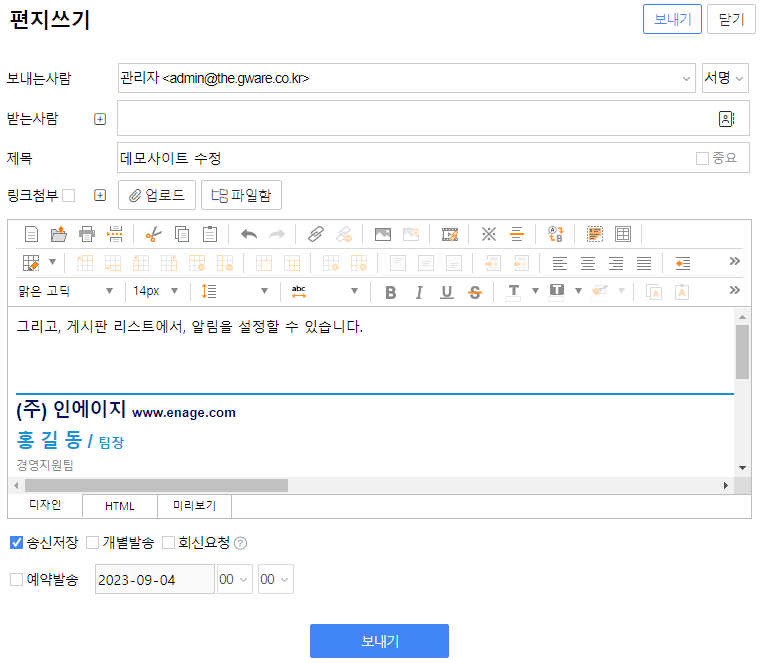 편지쓰기 보내기 닫기
보내는사람 관리자 <admin@the.gware.co.kr> 서명
받는사람
제목 데모사이트 수정 중요
링크첨부 업로드 파일함
맑은 고딕 14px abc B I U S T T
그리고, 게시판 리스트에서, 알림을 설정할 수 있습니다.
(주) 인에이지 www.enage.com
홍 길 동 / 팀장
경영지원팀
디자인 HTML 미리보기
송신저장 개별발송 회신요청 ?
예약발송 2023-09-04 00 00
보내기